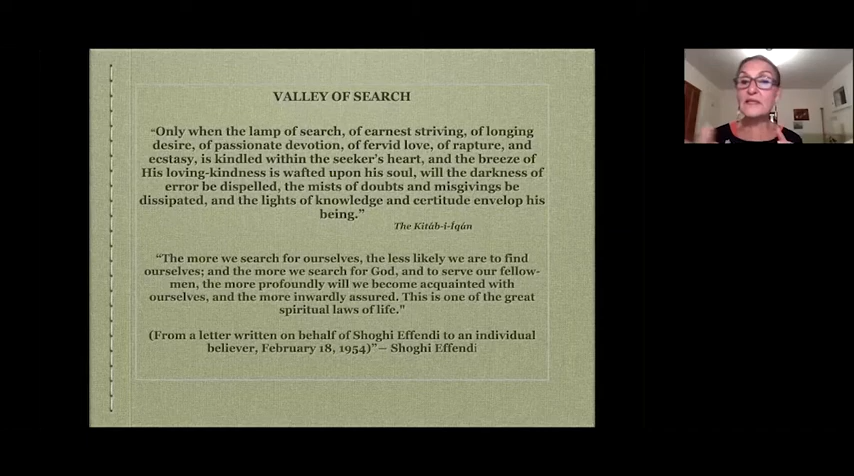 VALLEY OF SEARCH
“Only when the lamp of search, of earnest striving, of longing
desire, of passionate devotion, of fervid love, of rapture, and
ecstasy, is kindled within the seeker’s heart, and the breeze of
His loving-kindness is wafted upon his soul, will the darkness of
error be dispelled, the mists of doubts and misgivings be
dissipated, and the lights of knowledge and certitude envelop his
being.”
The Kitáb-i-Íqán
“The more we search for ourselves, the less likely we are to find
ourselves; and the more we search for God, and to serve our fellow-
men, the more profoundly will we become acquainted with
ourselves, and the more inwardly assured. This is one of the great
spiritual laws of life.”
(From a letter written on behalf of Shoghi Effendi to an individual
believer, February 18, 1954)”― Shoghi Effendi